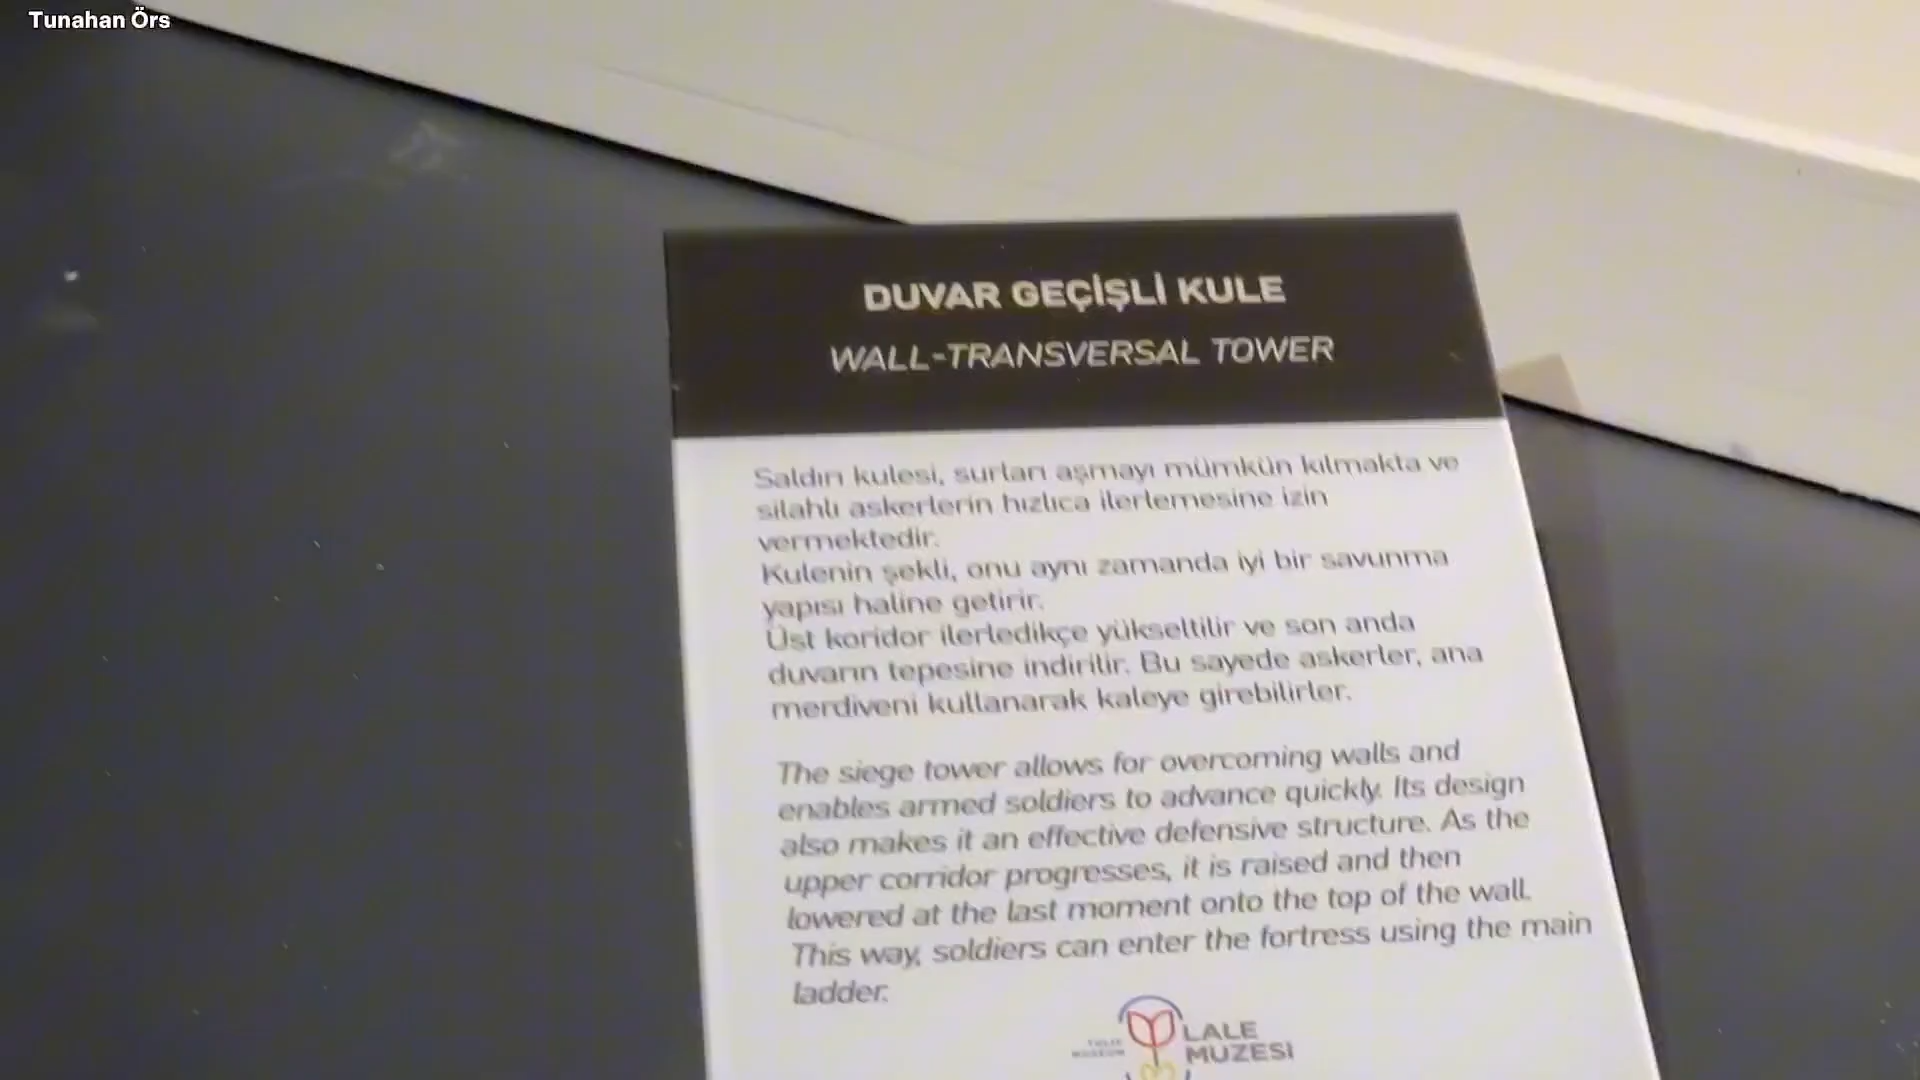 Tunahan Örs
DUVAR GEÇİŞLİ KULE
WALL-TRANSVERSAL TOWER
Saldırı kulesi, surları aşmayı mümkün kılmakta ve
silahlı askerlerin hızlıca ilerlemesine izin
vermektedir.
Kulenin şekli, onu aynı zamanda iyi bir savunma
yapısı haline getirir.
Üst koridor ilerledikçe yükseltilir ve son anda
duvarın tepesine indirilir. Bu sayede askerler, ana
merdiveni kullanarak kaleye girebilirler.
The siege tower allows for overcoming walls and
enables armed soldiers to advance quickly. Its design
also makes it an effective defensive structure. As the
upper corridor progresses, it is raised and then
lowered at the last moment onto the top of the wall.
This way, soldiers can enter the fortress using the main
ladder.
TULIP
MUSEUM
LALE
MÜZESİ